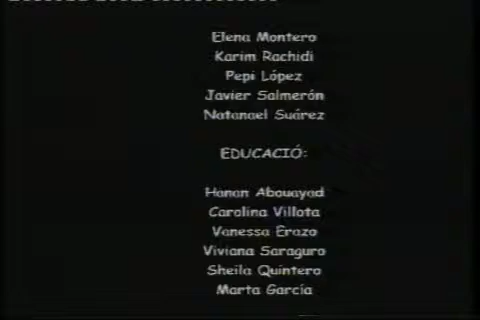 Elena Montero
Karim Rachidi
Pepi López
Javier Salmerón
Natanael Suárez
EDUCACIÓ:
Hanan Abouayad
Carolina Villota
Vanessa Erazo
Viviana Saraguro
Sheila Quintero
Marta García